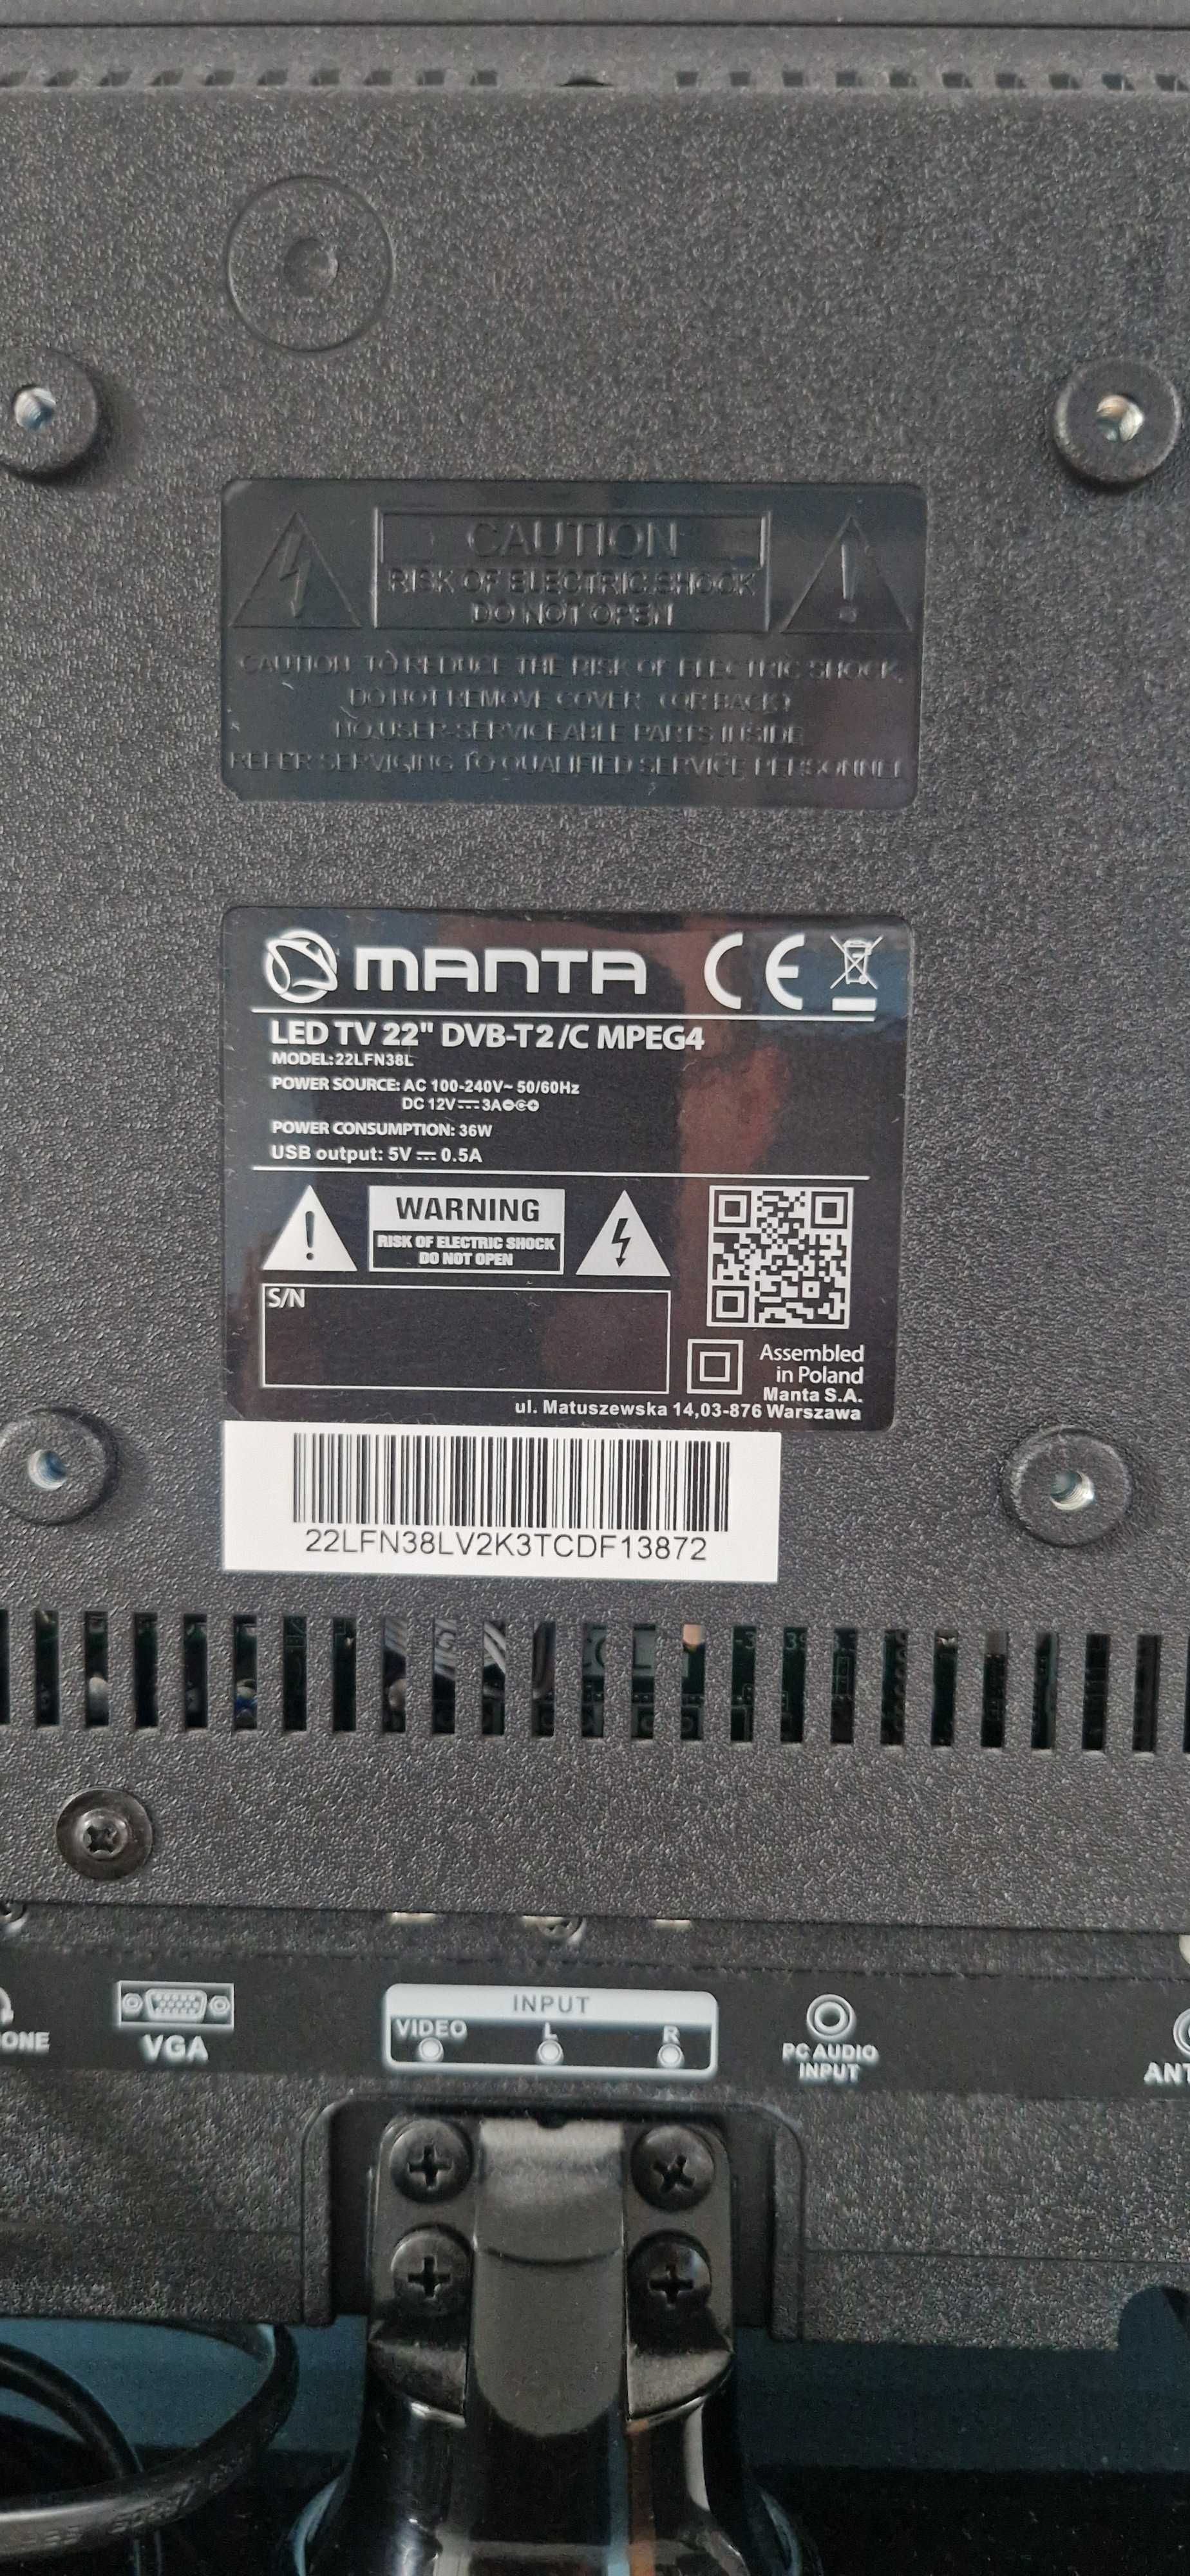 CAUTION
RISK OF ELECTRIC SHOCK
DO NOT OPEN
CAUTION: TO REDUCE THE RISK OF ELECTRIC SHOCK,
DO NOT REMOVE COVER (OR BACK)
NO USER-SERVICEABLE PARTS INSIDE
REFER SERVICING TO QUALIFIED SERVICE PERSONNEL
MANTA CE
LED TV 22" DVB-T2/C MPEG4
MODEL:22LFN38L
POWER SOURCE: AC 100-240V~ 50/60Hz
DC 12V⎓3A
POWER CONSUMPTION: 36W
USB output: 5V ⎓ 0.5A
WARNING
RISK OF ELECTRIC SHOCK
DO NOT OPEN
S/N
Assembled
in Poland
Manta S.A.
ul. Matuszewska 14,03-876 Warszawa
22LFN38LV2K3TCDF13872
INPUT
VIDEO L R
VGA
PC AUDIO
INPUT
ONE
ANT